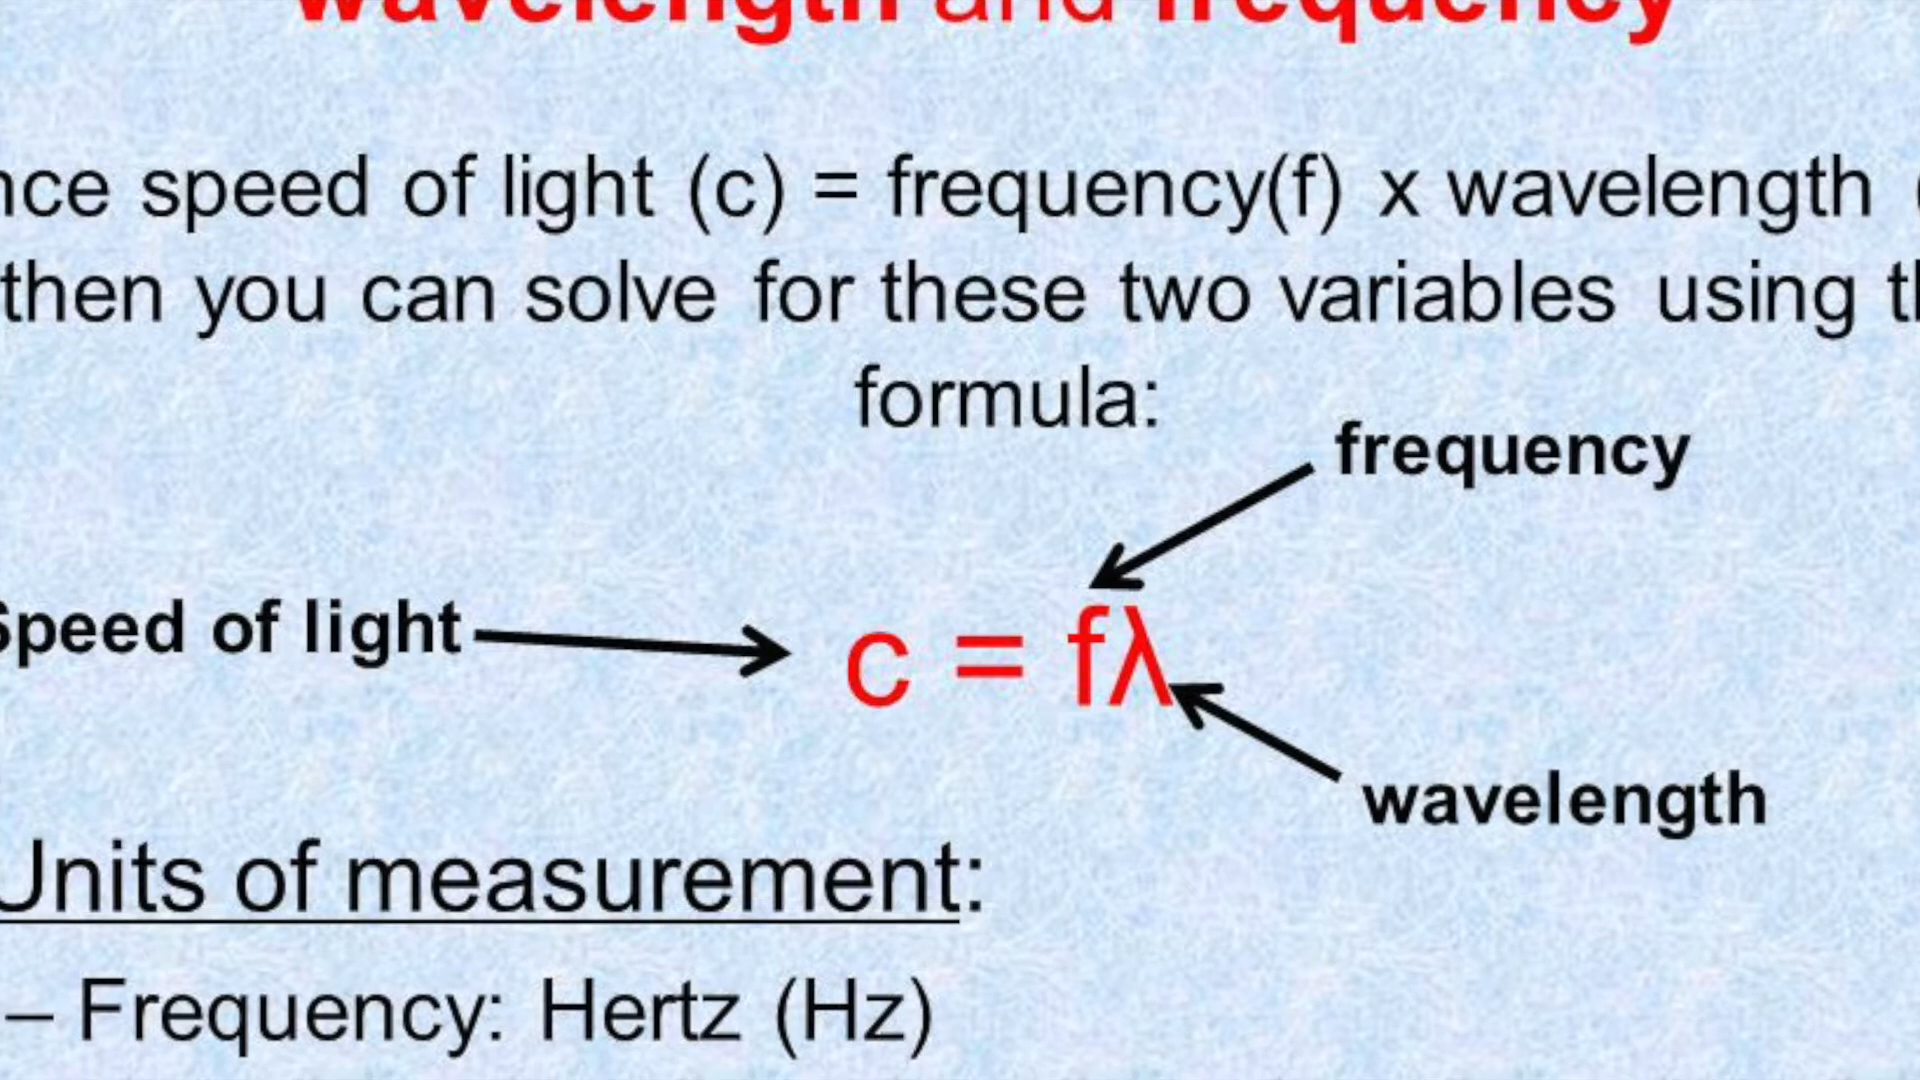 wavelength and frequency
speed of light (c) = frequency(f) x wavelength
then you can solve for these two variables using
formula:
frequency
Speed of light
c = fλ
wavelength
Units of measurement:
– Frequency: Hertz (Hz)